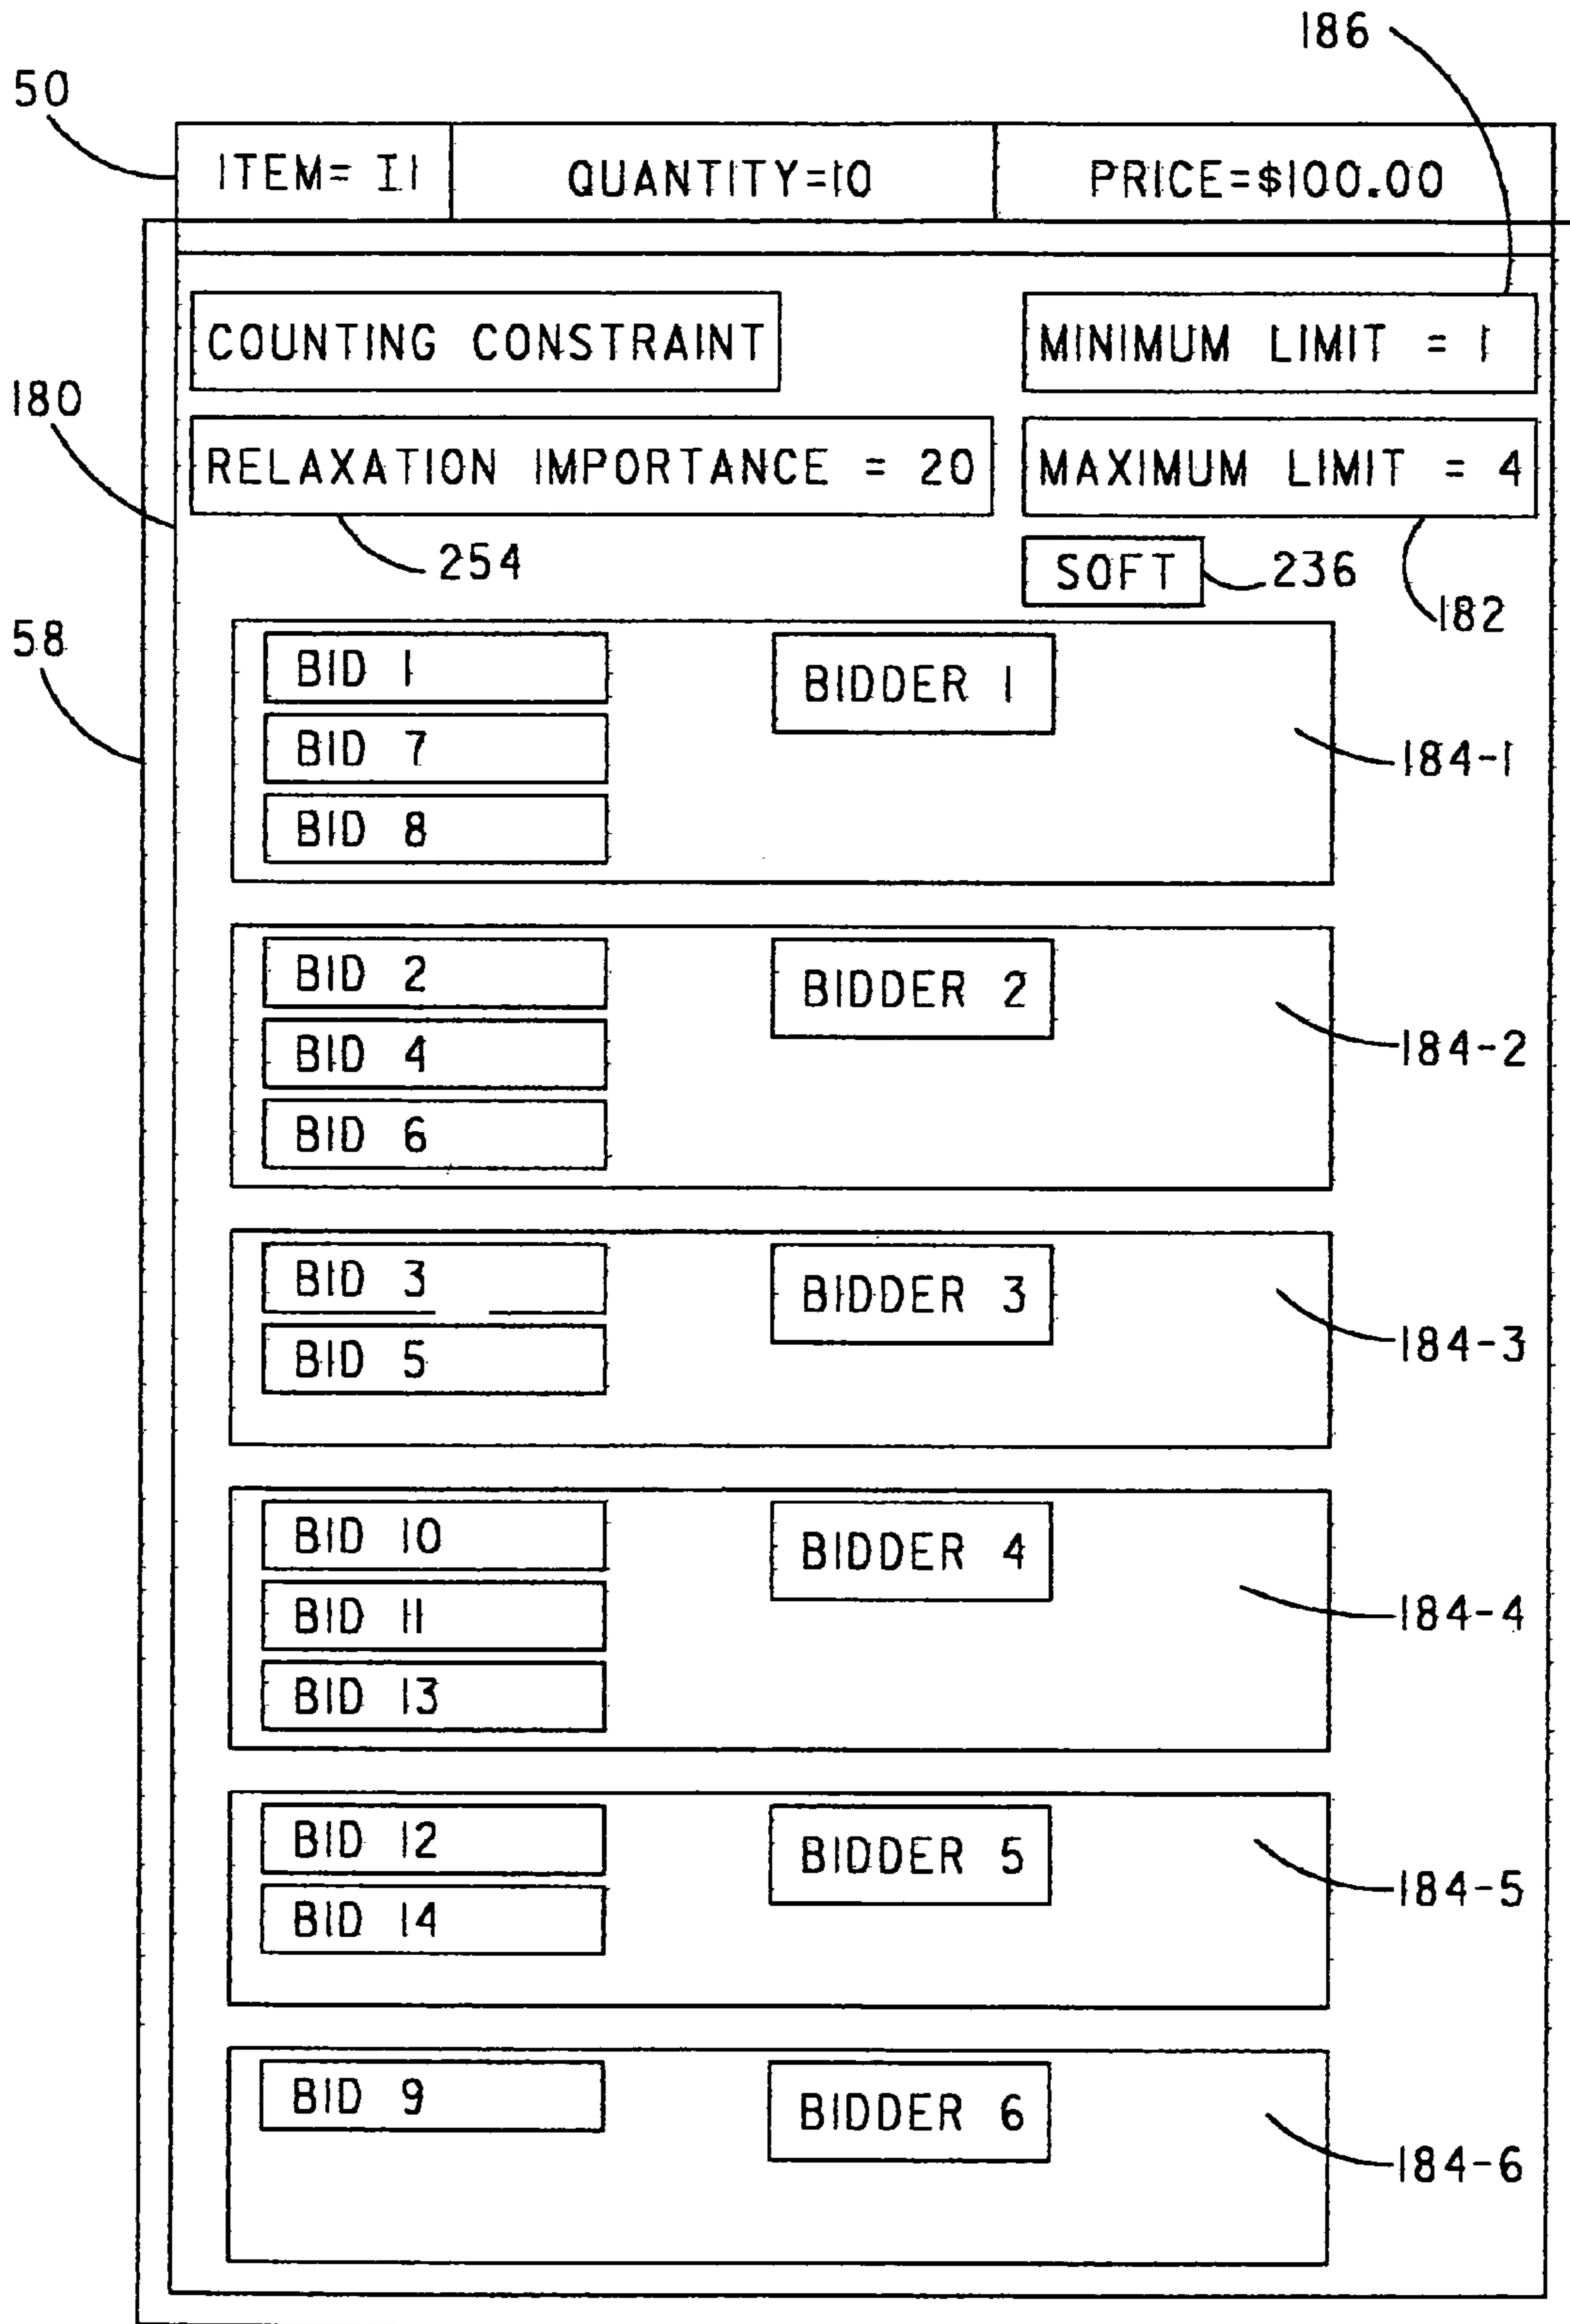 186
50
ITEM= I1 QUANTITY=10 PRICE=$100.00
COUNTING CONSTRAINT MINIMUM LIMIT = 1
180
RELAXATION IMPORTANCE = 20 MAXIMUM LIMIT = 4
254 SOFT 236
182
58
BID 1 BIDDER 1
BID 7 184-1
BID 8
BID 2 BIDDER 2
BID 4 184-2
BID 6
BID 3 BIDDER 3
BID 5 184-3
BID 10 BIDDER 4
BID 11 184-4
BID 13
BID 12 BIDDER 5
BID 14 184-5
BID 9 BIDDER 6
184-6